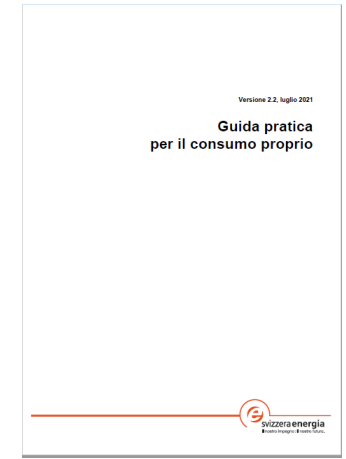 Versione 2.2, luglio 2021
Guida pratica
per il consumo proprio
svizzeraenergia
Il nostro impegno: il nostro futuro.